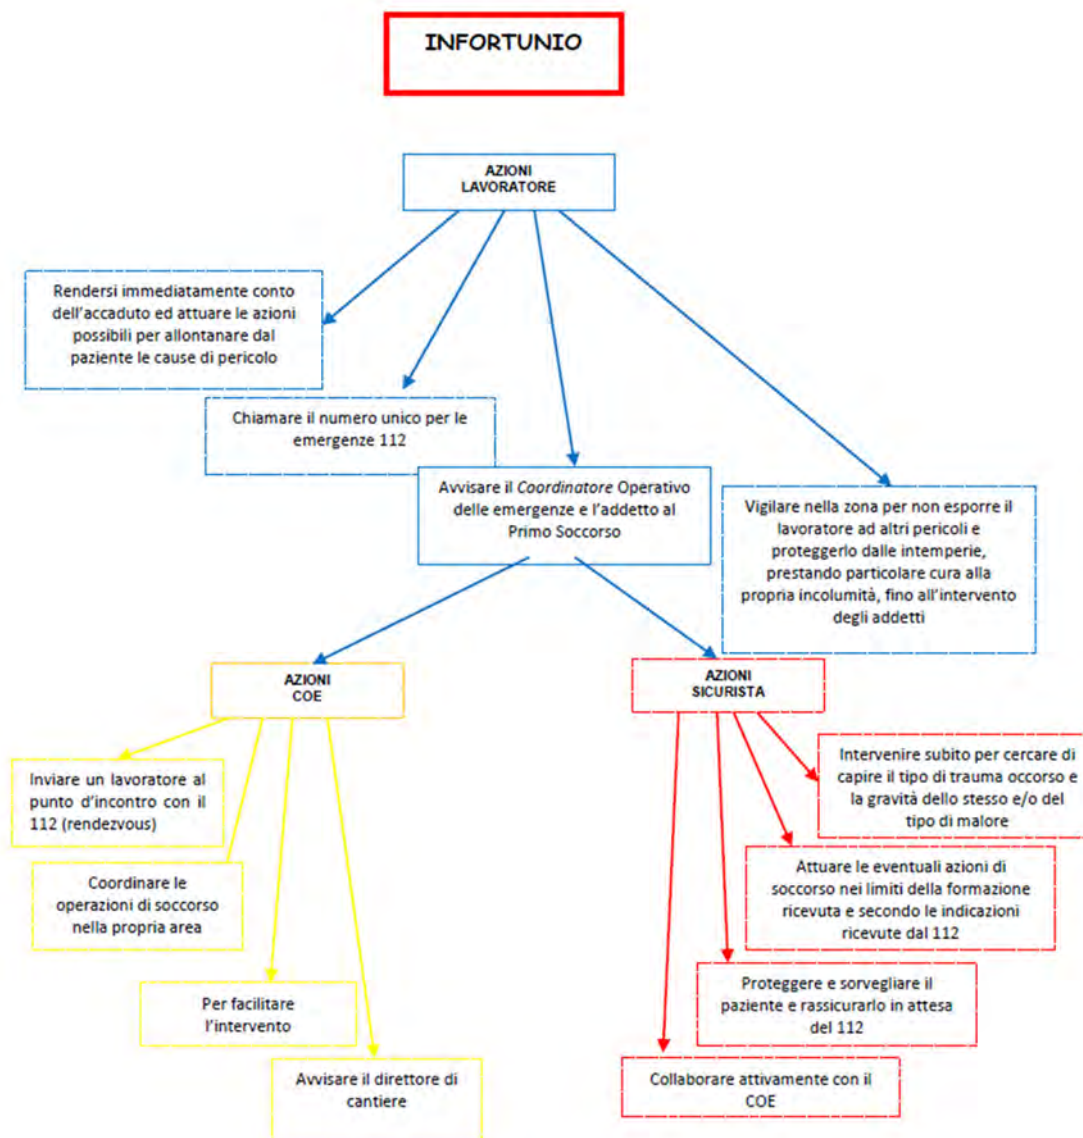 INFORTUNIO
AZIONI
LAVORATORE
Rendersi immediatamente conto
dell'accaduto ed attuare le azioni
possibili per allontanare dal
paziente le cause di pericolo
Chiamare il numero unico per le
emergenze 112
Avvisare il Coordinatore Operativo
delle emergenze e l'addetto al
Primo Soccorso
Vigilare nella zona per non esporre il
lavoratore ad altri pericoli e
proteggerlo dalle intemperie,
prestando particolare cura alla
propria incolumità, fino all'intervento
degli addetti
AZIONI
COE
Inviare un lavoratore al
punto d'incontro con il
112 (rendezvous)
Coordinare le
operazioni di soccorso
nella propria area
Per facilitare
l'intervento
Avvisare il direttore di
cantiere
AZIONI
SICURISTA
Intervenire subito per cercare di
capire il tipo di trauma occorso e
la gravità dello stesso e/o del
tipo di malore
Attuare le eventuali azioni di
soccorso nei limiti della formazione
ricevuta e secondo le indicazioni
ricevute dal 112
Proteggere e sorvegliare il
paziente e rassicurarlo in attesa
del 112
Collaborare attivamente con il
COE